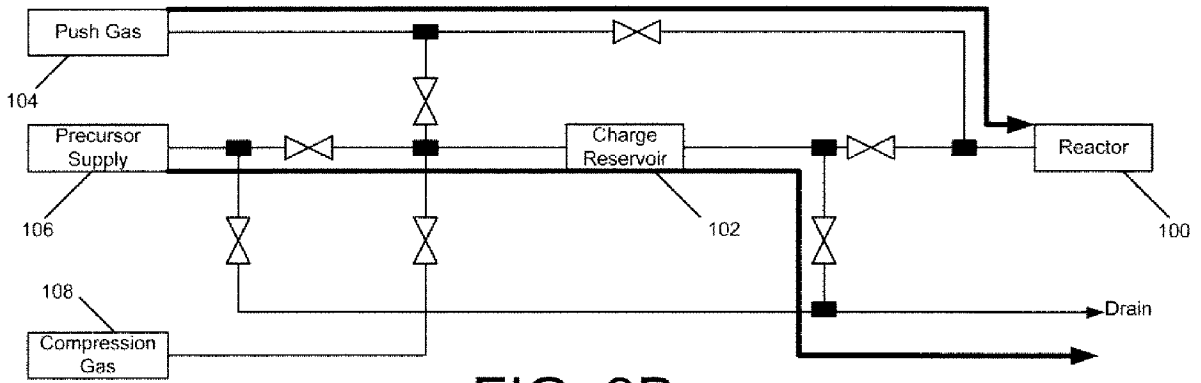 Push Gas
104
Precursor
Supply
106
Charge
Reservoir
102
Reactor
100
108
Compression
Gas
Drain